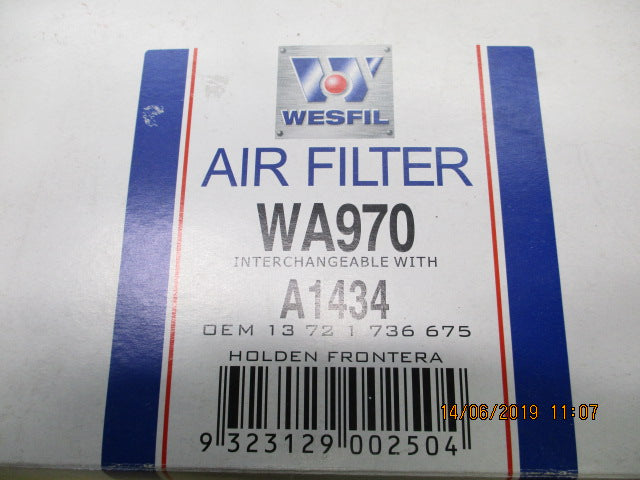 WESFIL
AIR FILTER
WA970
INTERCHANGEABLE WITH
A1434
OEM 13 72 1 736 675
HOLDEN FRONTERA
9 323129 002504
14/06/2019 11:07